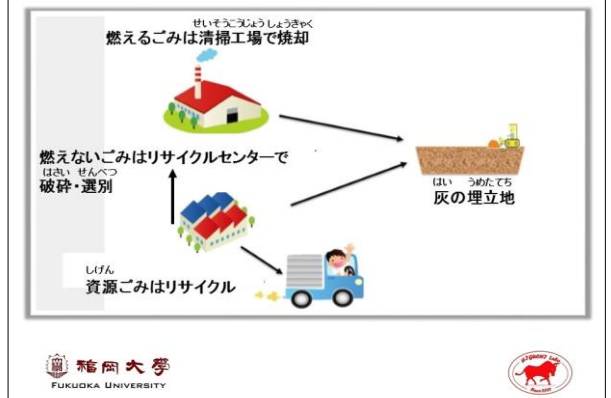 せいそうこうじょう しょうきゃく
燃えるごみは清掃工場で焼却
燃えないごみはリサイクルセンターで
はさい せんべつ
破砕・選別
はい うめたてち
灰の埋立地
しげん
資源ごみはリサイクル
福岡大學
FUKUOKA UNIVERSITY